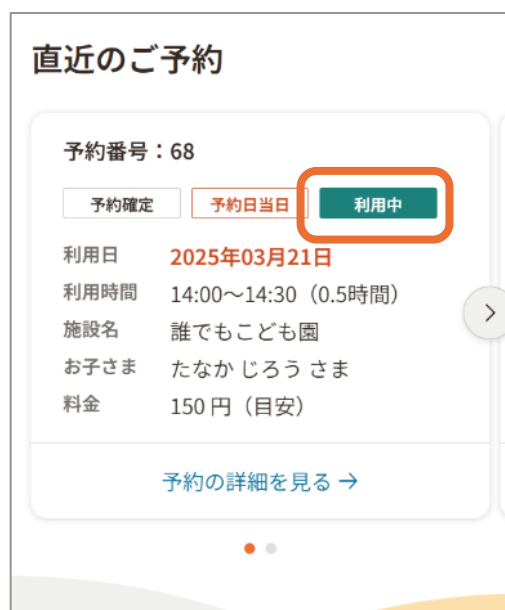 直近のご予約
予約番号：68
予約確定 予約日当日 利用中
利用日 2025年03月21日
利用時間 14:00〜14:30（0.5時間）
施設名 誰でもこども園
お子さま たなか じろう さま
料金 150 円（目安）
予約の詳細を見る →